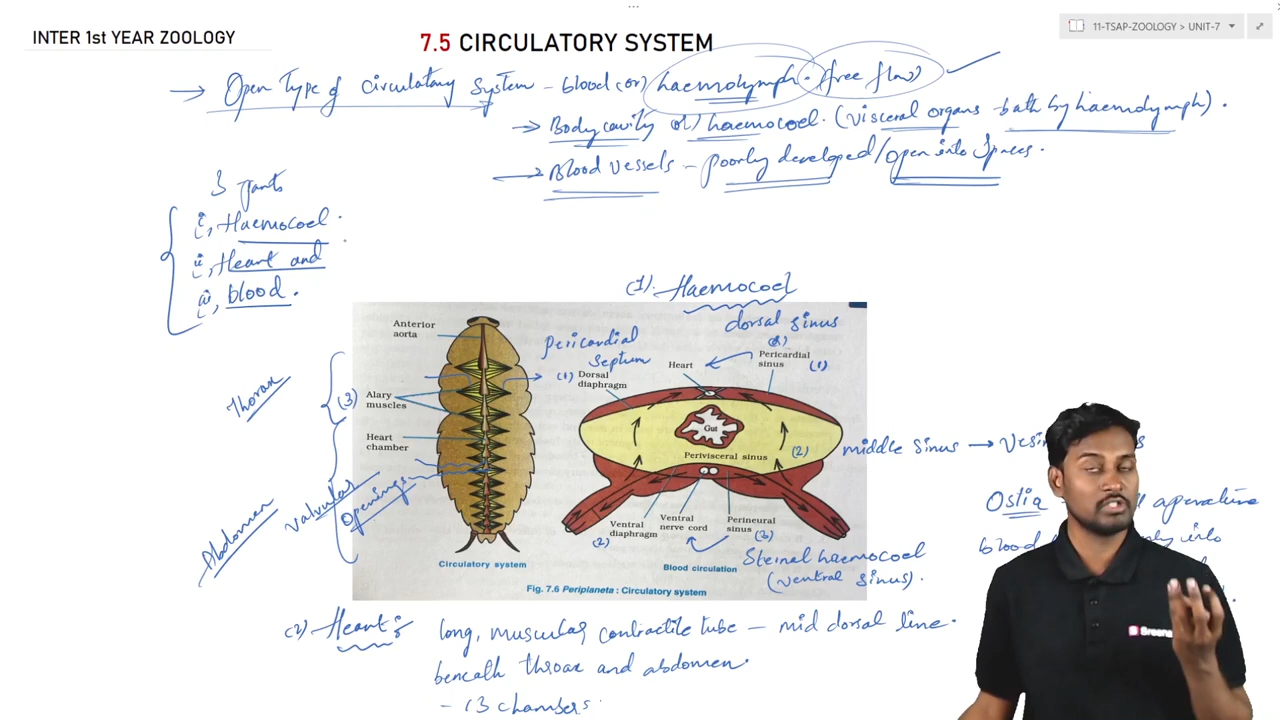 INTER 1st YEAR ZOOLOGY
7.5 CIRCULATORY SYSTEM
11-TSAP-ZOOLOGY > UNIT-7
→ Open Type of circulatory system - blood (or) haemolymph. free flow
→ Body cavity or) haemocoel. (visceral organs bath by haemolymph).
→ Blood vessels - poorly developed/open into spaces.
3 parts
i, Haemocoel.
ii, Heart and
iii, blood.
(1). Haemocoel
Anterior aorta
Alary muscles
Heart chamber
Circulatory system
(3)
Thorax
Abdomen
Valvular openings
pericardial septum
(1)
Dorsal diaphragm
dorsal sinus
Heart
Pericardial sinus
(1)
Gut
Perivisceral sinus
(2)
middle sinus →
Ventral diaphragm
(2)
Ventral nerve cord
Perineural sinus
(3)
Blood circulation
Sternal haemocoel
(ventral sinus).
Fig. 7.6 Periplaneta : Circulatory system
Ostia
aperature
blood
into
(2) Heart :
long, muscular contractile tube - mid dorsal line.
beneath throax and abdomen.
- 13 chambers